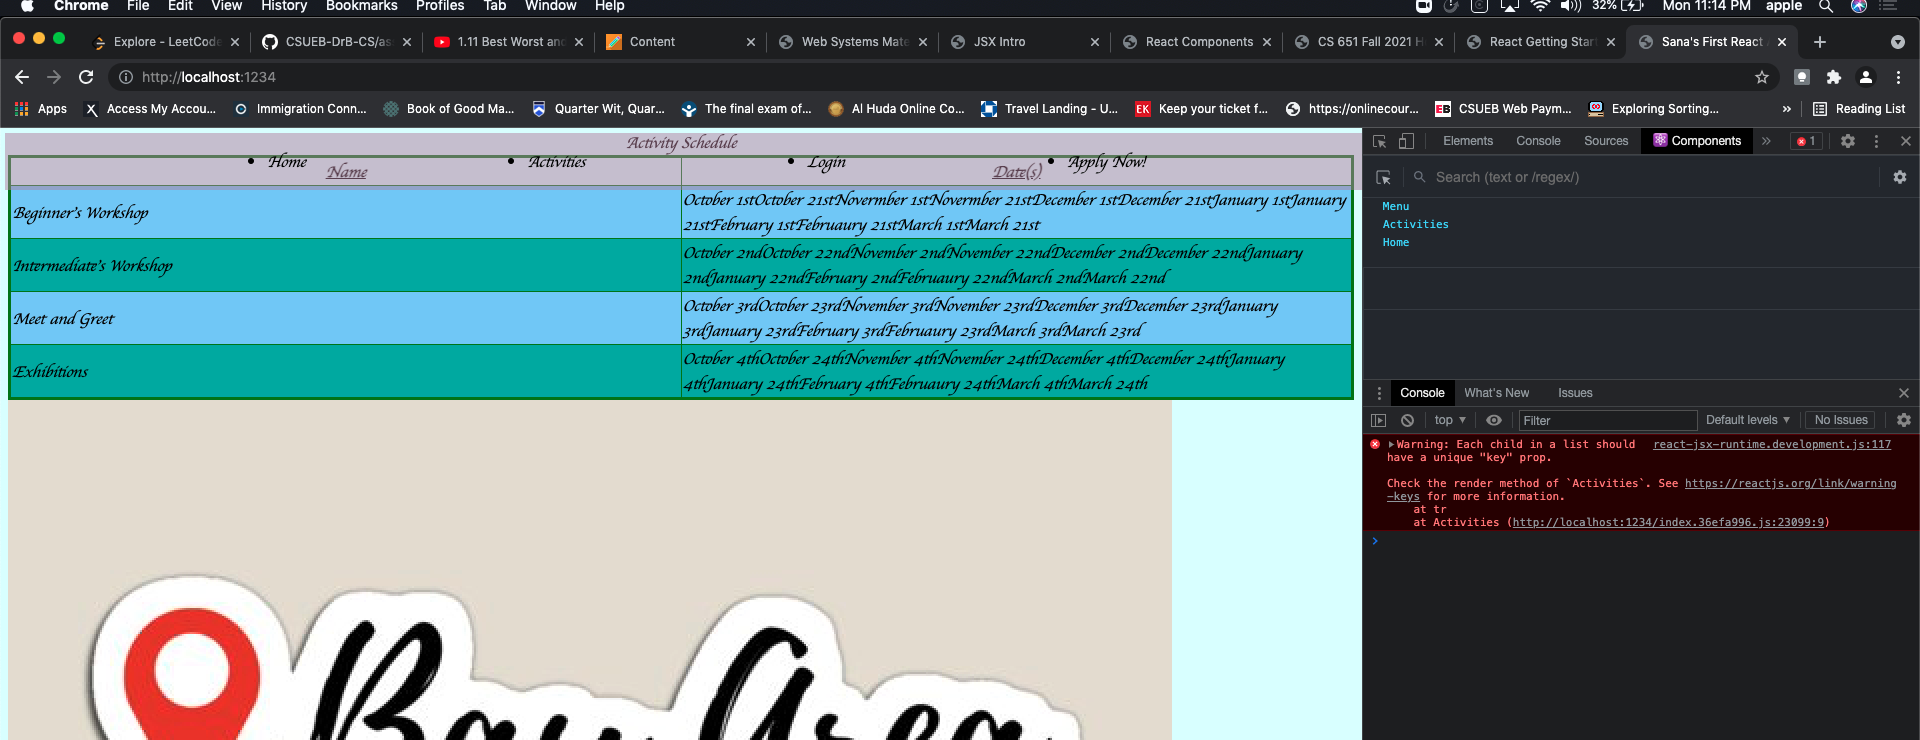 Chrome File Edit View History Bookmarks Profiles Tab Window Help 32% Mon 11:14 PM apple
Explore - LeetCode CSUEB-DrB-CS/as 1.11 Best Worst an Content Web Systems Mate JSX Intro React Components CS 651 Fall 2021 H React Getting Star Sana's First React
http://localhost:1234
Apps Access My Accou... Immigration Conn... Book of Good Ma... Quarter Wit, Quar... The final exam of... Al Huda Online Co... Travel Landing - U... EK Keep your ticket f... https://onlinecour... EB CSUEB Web Paym... Exploring Sorting... » Reading List
Activity Schedule
• Home • Activities • Login • Apply Now!
Name Date(s)
Beginner's Workshop
October 1stOctober 21stNovermber 1stNovermber 21stDecember 1stDecember 21stJanuary 1stJanuary
21stFebruary 1stFebruaury 21stMarch 1stMarch 21st
Intermediate's Workshop
October 2ndOctober 22ndNovember 2ndNovember 22ndDecember 2ndDecember 22ndJanuary
2ndJanuary 22ndFebruary 2ndFebruaury 22ndMarch 2ndMarch 22nd
Meet and Greet
October 3rdOctober 23rdNovember 3rdNovember 23rdDecember 3rdDecember 23rdJanuary
3rdJanuary 23rdFebruary 3rdFebruaury 23rdMarch 3rdMarch 23rd
Exhibitions
October 4thOctober 24thNovember 4thNovember 24thDecember 4thDecember 24thJanuary
4thJanuary 24thFebruary 4thFebruaury 24thMarch 4thMarch 24th
Bay Area
Elements Console Sources Components » 1
Search (text or /regex/)
Menu
Activities
Home
Console What's New Issues
top Filter Default levels No Issues
Warning: Each child in a list should react-jsx-runtime.development.js:117
have a unique "key" prop.
Check the render method of `Activities`. See https://reactjs.org/link/warning
-keys for more information.
at tr
at Activities (http://localhost:1234/index.36efa996.js:23099:9)